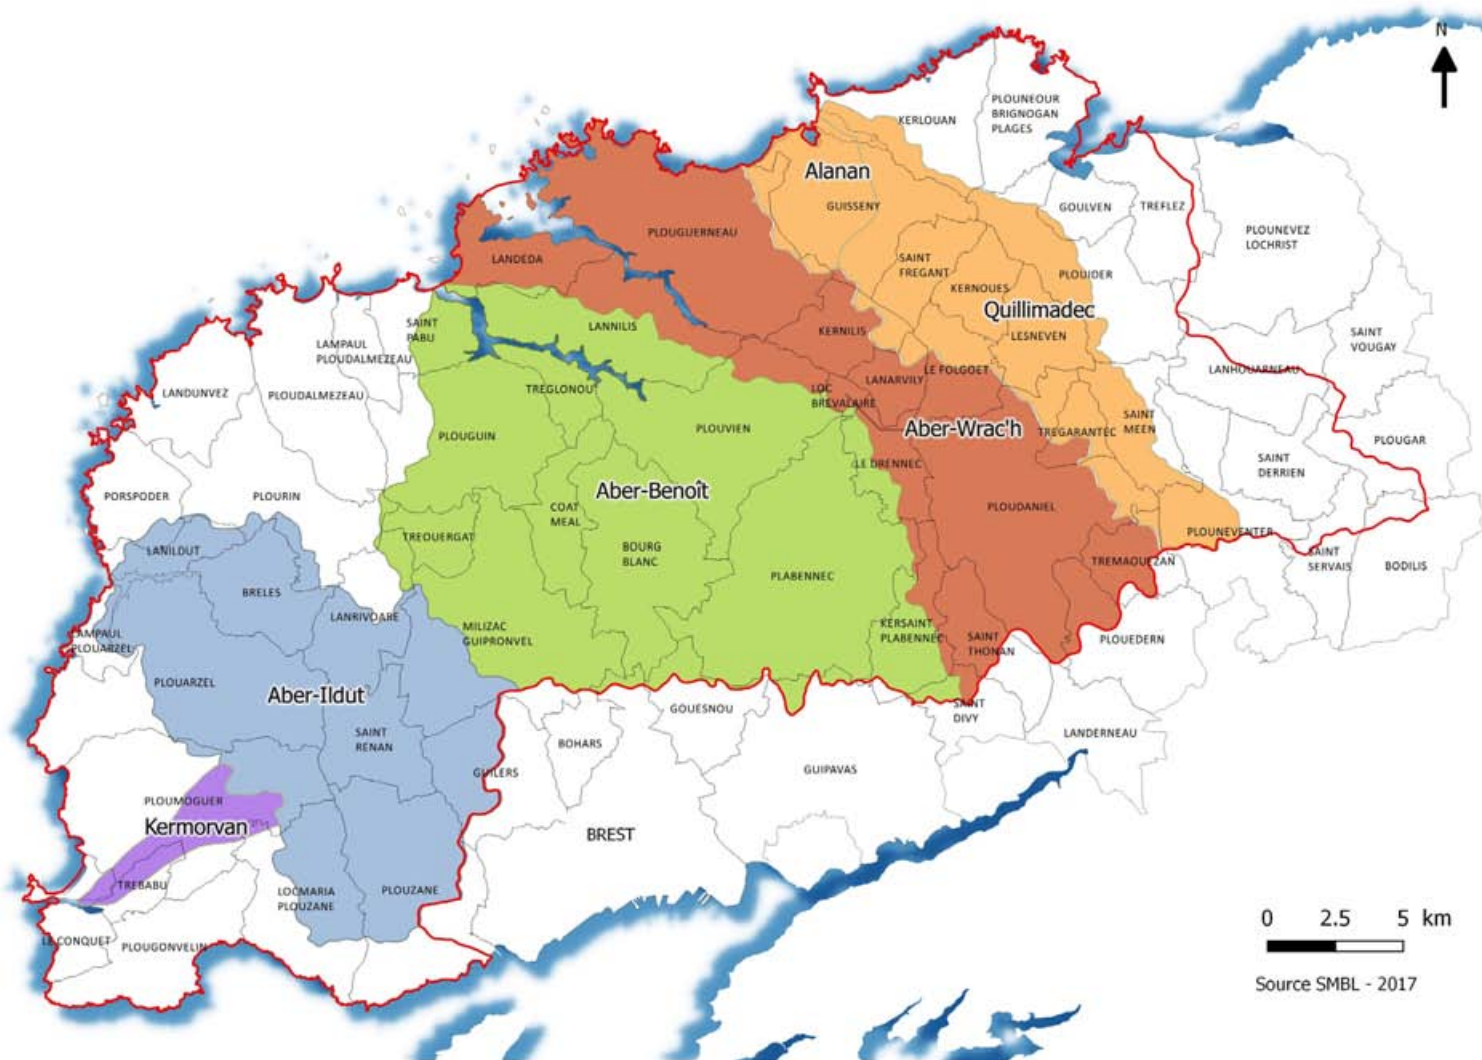 N
KERLOUAN
PLOUNEOUR
BRIGNOGAN
PLAGES
Alanan
GUISSENY
GOULVEN
TREFLEZ
PLOUNEVEZ
LOCHRIST
PLOUGUERNEAU
LANDEDA
SAINT
FREGANT
KERNOUES
PLOUIDER
Quillimadec
LESNEVEN
SAINT
VOUGAY
SAINT
PABU
LANNILIS
KERNILIS
LAMPAUL
PLOUDALMEZEAU
LANDUNVEZ
PLOUDALMEZEAU
TREGLONOU
LOC
BREVALAIRE
LANARVILY
LE FOLGOET
LANHOUARNEAU
PLOUGUIN
PLOUVIEN
Aber-Wrac'h
TREGARANTEC
SAINT
MEEN
PLOUGAR
LE DRENNEC
SAINT
DERRIEN
PORSPODER
PLOURIN
Aber-Benoît
COAT
MEAL
PLOUDANIEL
PLOUNEVENTER
TREOUERGAT
LANILDUT
BOURG
BLANC
PLABENNEC
TREMAOUEZAN
SAINT
SERVAIS
BODILIS
BRELES
LANRIVOARE
MILIZAC
GUIPRONVEL
KERSAINT
PLABENNEC
SAINT
THONAN
PLOUEDERN
LAMPAUL
PLOUARZEL
PLOUARZEL
Aber-Ildut
SAINT
RENAN
GOUESNOU
SAINT
DIVY
LANDERNEAU
BOHARS
GUILERS
GUIPAVAS
PLOUMOGUER
Kermorvan
BREST
TREBABU
LOCMARIA
PLOUZANE
PLOUZANE
LE CONQUET
PLOUGONVELIN
0 2.5 5 km
Source SMBL - 2017